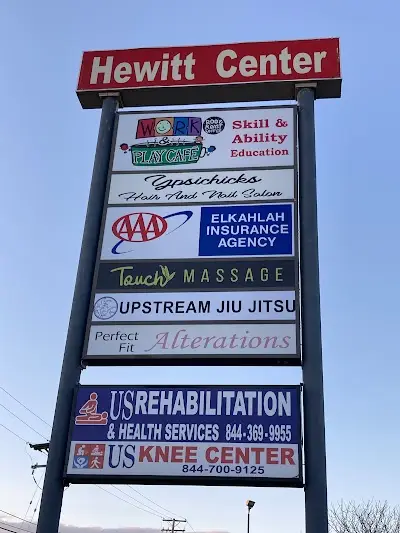 Hewitt Center
WORK
&
PLAY CAFE
Skill &
Ability
Education
Ypsichicks
Hair And Nail Salon
AAA
ELKAHLAH
INSURANCE
AGENCY
Touch MASSAGE
UPSTREAM JIU JITSU
Perfect
Fit
Alterations
US REHABILITATION
& HEALTH SERVICES 844-369-9955
US KNEE CENTER
844-700-9125